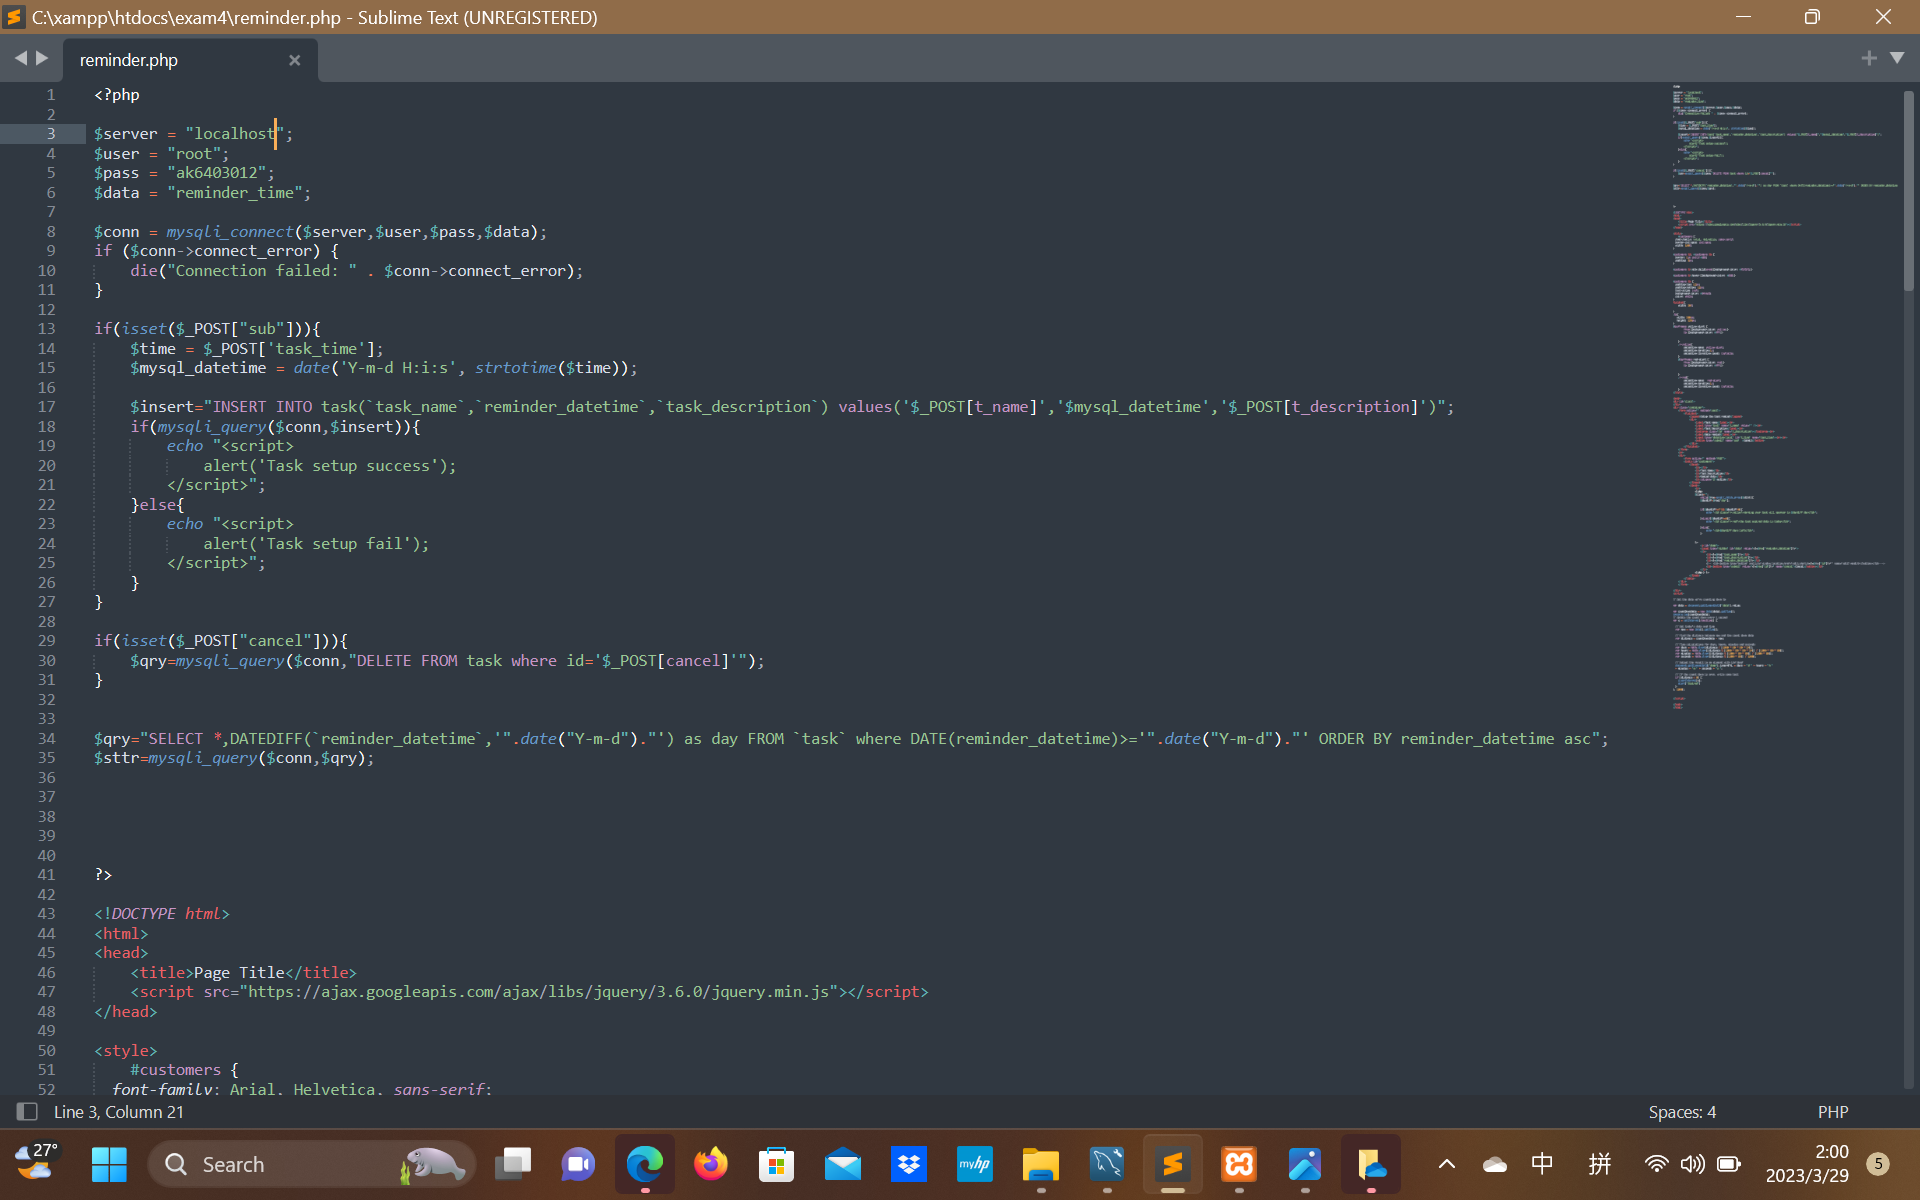 C:\xampp\htdocs\exam4\reminder.php - Sublime Text (UNREGISTERED)
reminder.php
1 <?php
2
3 $server = "localhost";
4 $user = "root";
5 $pass = "ak6403012";
6 $data = "reminder_time";
7
8 $conn = mysqli_connect($server,$user,$pass,$data);
9 if ($conn->connect_error) {
10 die("Connection failed: " . $conn->connect_error);
11 }
12
13 if(isset($_POST["sub"])){
14 $time = $_POST['task_time'];
15 $mysql_datetime = date('Y-m-d H:i:s', strtotime($time));
16
17 $insert="INSERT INTO task(`task_name`,`reminder_datetime`,`task_description`) values('$_POST[t_name]','$mysql_datetime','$_POST[t_description]')";
18 if(mysqli_query($conn,$insert)){
19 echo "<script>
20 alert('Task setup success');
21 </script>";
22 }else{
23 echo "<script>
24 alert('Task setup fail');
25 </script>";
26 }
27 }
28
29 if(isset($_POST["cancel"])){
30 $qry=mysqli_query($conn,"DELETE FROM task where id='$_POST[cancel]'");
31 }
32
33
34 $qry="SELECT *,DATEDIFF(`reminder_datetime`,'".date("Y-m-d")."') as day FROM `task` where DATE(reminder_datetime)>='".date("Y-m-d")."' ORDER BY reminder_datetime asc";
35 $sttr=mysqli_query($conn,$qry);
36
37
38
39
40
41 ?>
42
43 <!DOCTYPE html>
44 <html>
45 <head>
46 <title>Page Title</title>
47 <script src="https://ajax.googleapis.com/ajax/libs/jquery/3.6.0/jquery.min.js"></script>
48 </head>
49
50 <style>
51 #customers {
52 font-family: Arial, Helvetica, sans-serif;
Line 3, Column 21
Spaces: 4
PHP
27°
Search
myhp
中
拼
2:00
2023/3/29
5